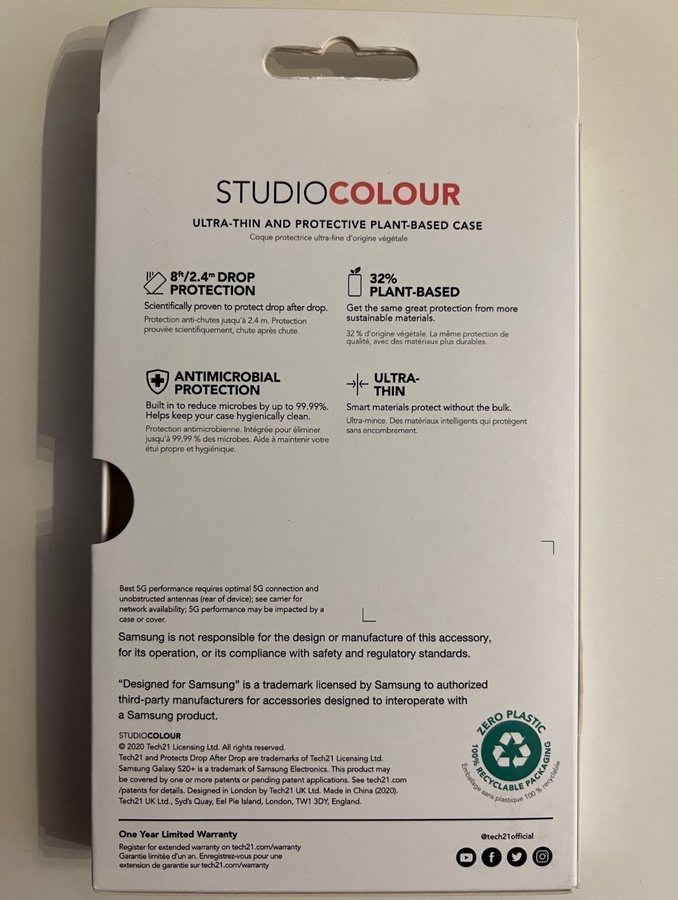 STUDIOCOLOUR
ULTRA-THIN AND PROTECTIVE PLANT-BASED CASE
Coque protectrice ultra-fine d'origine végétale
8ft/2.4m DROP
PROTECTION
Scientifically proven to protect drop after drop.
Protection anti-chutes jusqu'à 2.4 m. Protection
prouvée scientifiquement, chute après chute.
32%
PLANT-BASED
Get the same great protection from more
sustainable materials.
32 % d'origine végétale. La même protection de
qualité, avec des matériaux plus durables.
ANTIMICROBIAL
PROTECTION
Built in to reduce microbes by up to 99.99%.
Helps keep your case hygienically clean.
Protection antimicrobienne. Intégrée pour éliminer
jusqu'à 99,99 % des microbes. Aide à maintenir votre
étui propre et hygiénique.
ULTRA-
THIN
Smart materials protect without the bulk.
Ultra-mince. Des matériaux intelligents qui protègent
sans encombrement.
Best 5G performance requires optimal 5G connection and
unobstructed antennas (rear of device); see carrier for
network availability; 5G performance may be impacted by a
case or cover.
Samsung is not responsible for the design or manufacture of this accessory,
for its operation, or its compliance with safety and regulatory standards.
“Designed for Samsung” is a trademark licensed by Samsung to authorized
third-party manufacturers for accessories designed to interoperate with
a Samsung product.
STUDIOCOLOUR
© 2020 Tech21 Licensing Ltd. All rights reserved.
Tech21 and Protects Drop After Drop are trademarks of Tech21 Licensing Ltd.
Samsung Galaxy S20+ is a trademark of Samsung Electronics. This product may
be covered by one or more patents or pending patent applications. See tech21.com
/patents for details. Designed in London by Tech21 UK Ltd. Made in China (2020).
Tech21 UK Ltd., Syd's Quay, Eel Pie Island, London, TW1 3DY, England.
ZERO PLASTIC
100% RECYCLABLE PACKAGING
Emballage sans plastique 100 % recyclable
One Year Limited Warranty
Register for extended warranty on tech21.com/warranty
Garantie limitée d'un an. Enregistrez-vous pour une
extension de garantie sur tech21.com/warranty
@tech21official